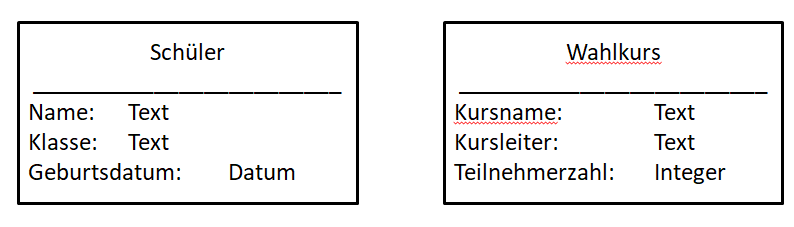 Schüler
Name: Text
Klasse: Text
Geburtsdatum: Datum
Wahlkurs
Kursname: Text
Kursleiter: Text
Teilnehmerzahl: Integer